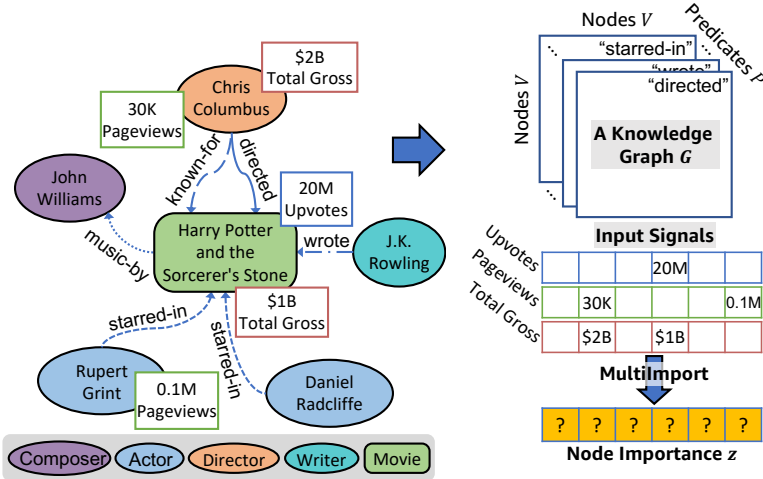 $2B
Total Gross
Chris
Columbus
30K
Pageviews
known-for
directed
John
Williams
20M
Upvotes
music-by
Harry Potter
and the
Sorcerer's Stone
wrote
J.K.
Rowling
$1B
Total Gross
starred-in
starred-in
Rupert
Grint
0.1M
Pageviews
Daniel
Radcliffe
Composer
Actor
Director
Writer
Movie
Nodes V
Predicates P
Nodes V
... "starred-in" ...
"wrote"
"directed"
A Knowledge
Graph G
...
Input Signals
Upvotes 20M
Pageviews 30K 0.1M
Total Gross $2B $1B
MultiImport
? ? ? ? ? ?
Node Importance z